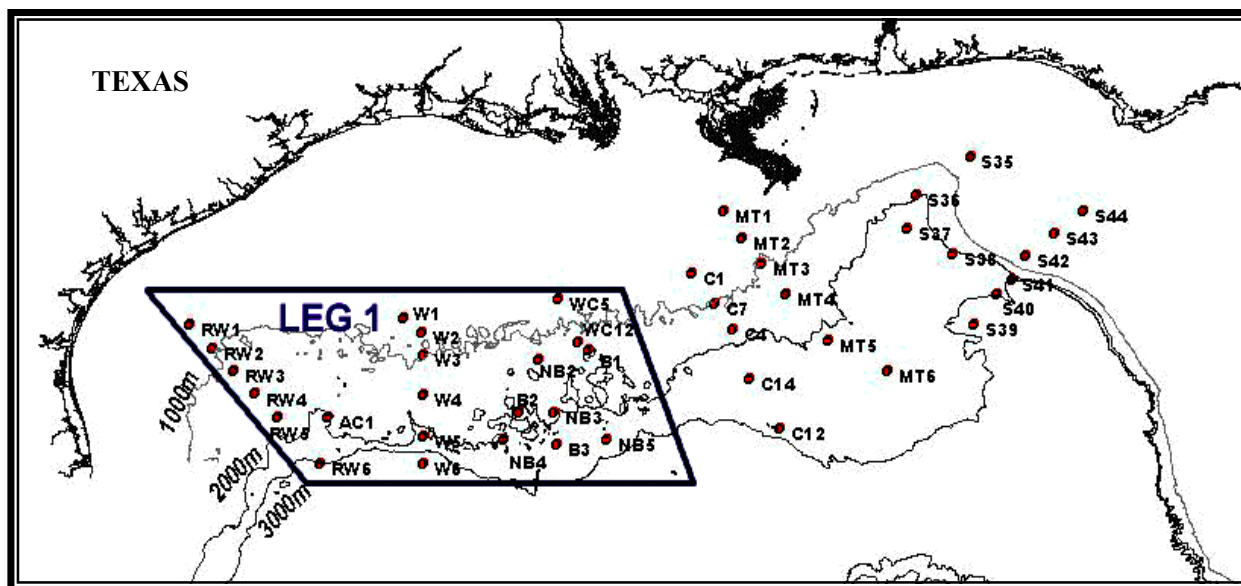 TEXAS
S35
S36
S44
MT1
S37
S43
MT2
S38
S42
MT3
C1
S41
LEG 1
WC5
MT4
C7
S40
W1
RW1
WC12
C4
S39
W2
MT5
RW2
W3
NB2
B1
RW3
MT6
C14
1000m
RW4
W4
AC1
B2
NB3
RW5
C12
W5
NB4
B3
NB5
2000m
RW6
W6
3000m